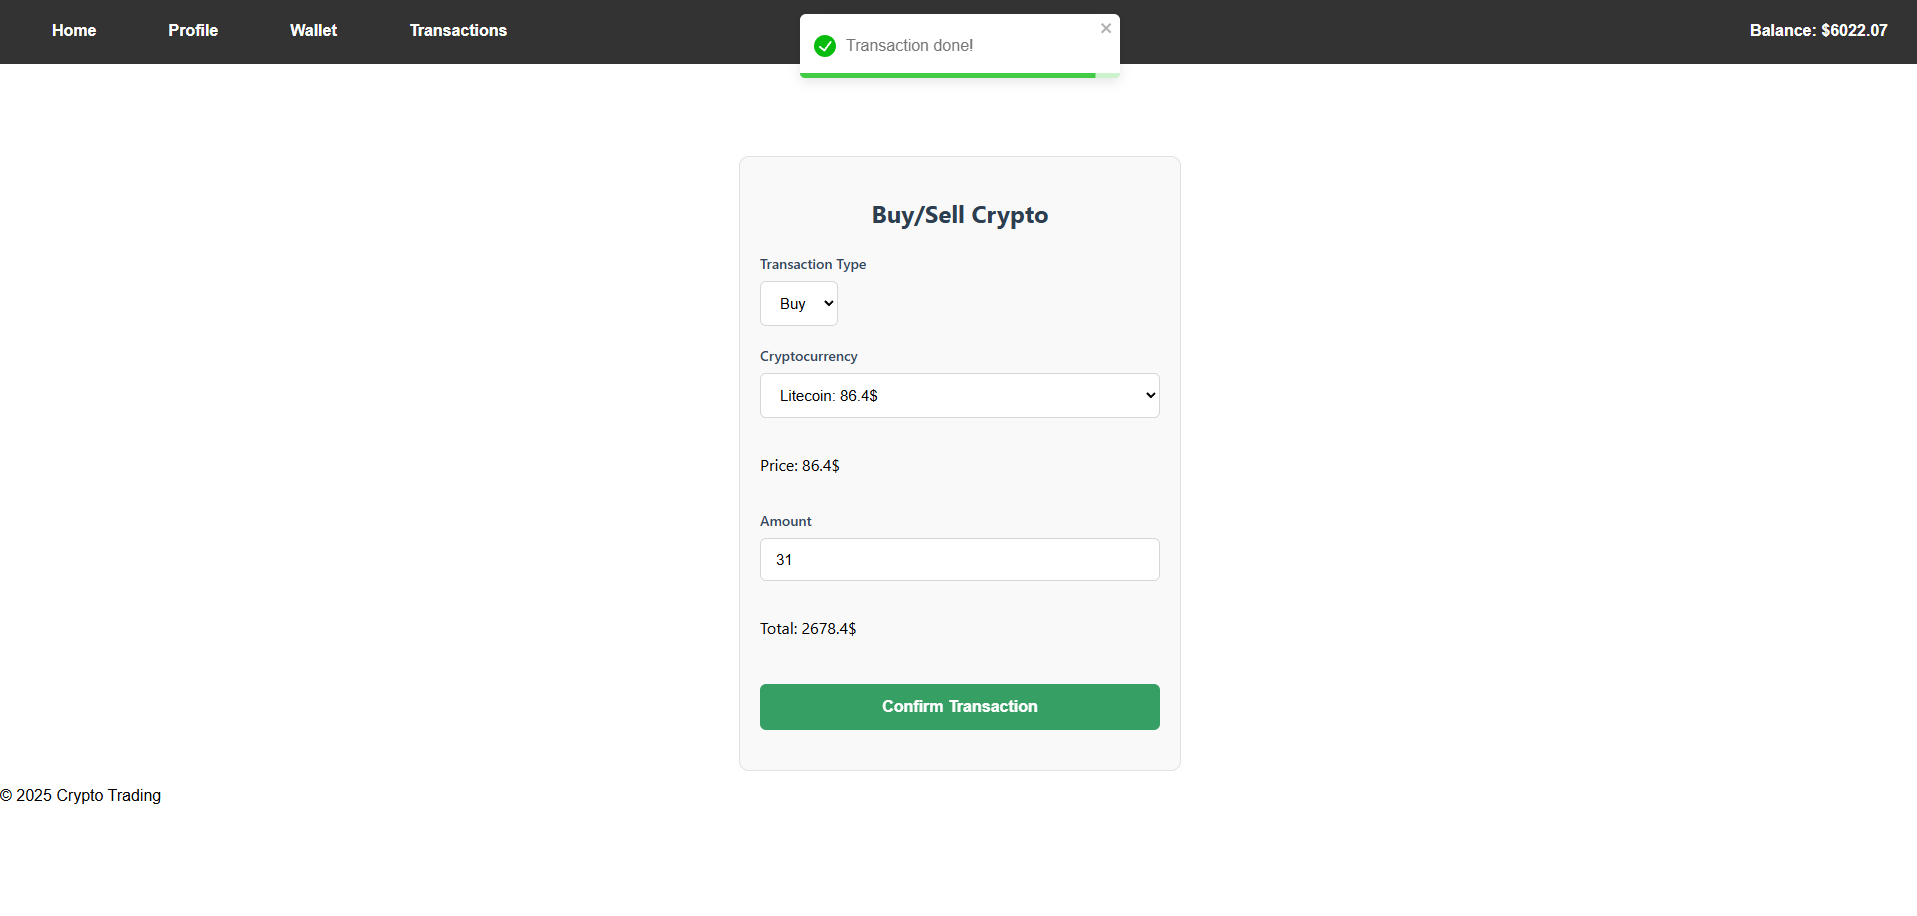 Home Profile Wallet Transactions Balance: $6022.07
Transaction done!
Buy/Sell Crypto
Transaction Type
Buy
Cryptocurrency
Litecoin: 86.4$
Price: 86.4$
Amount
31
Total: 2678.4$
Confirm Transaction
© 2025 Crypto Trading